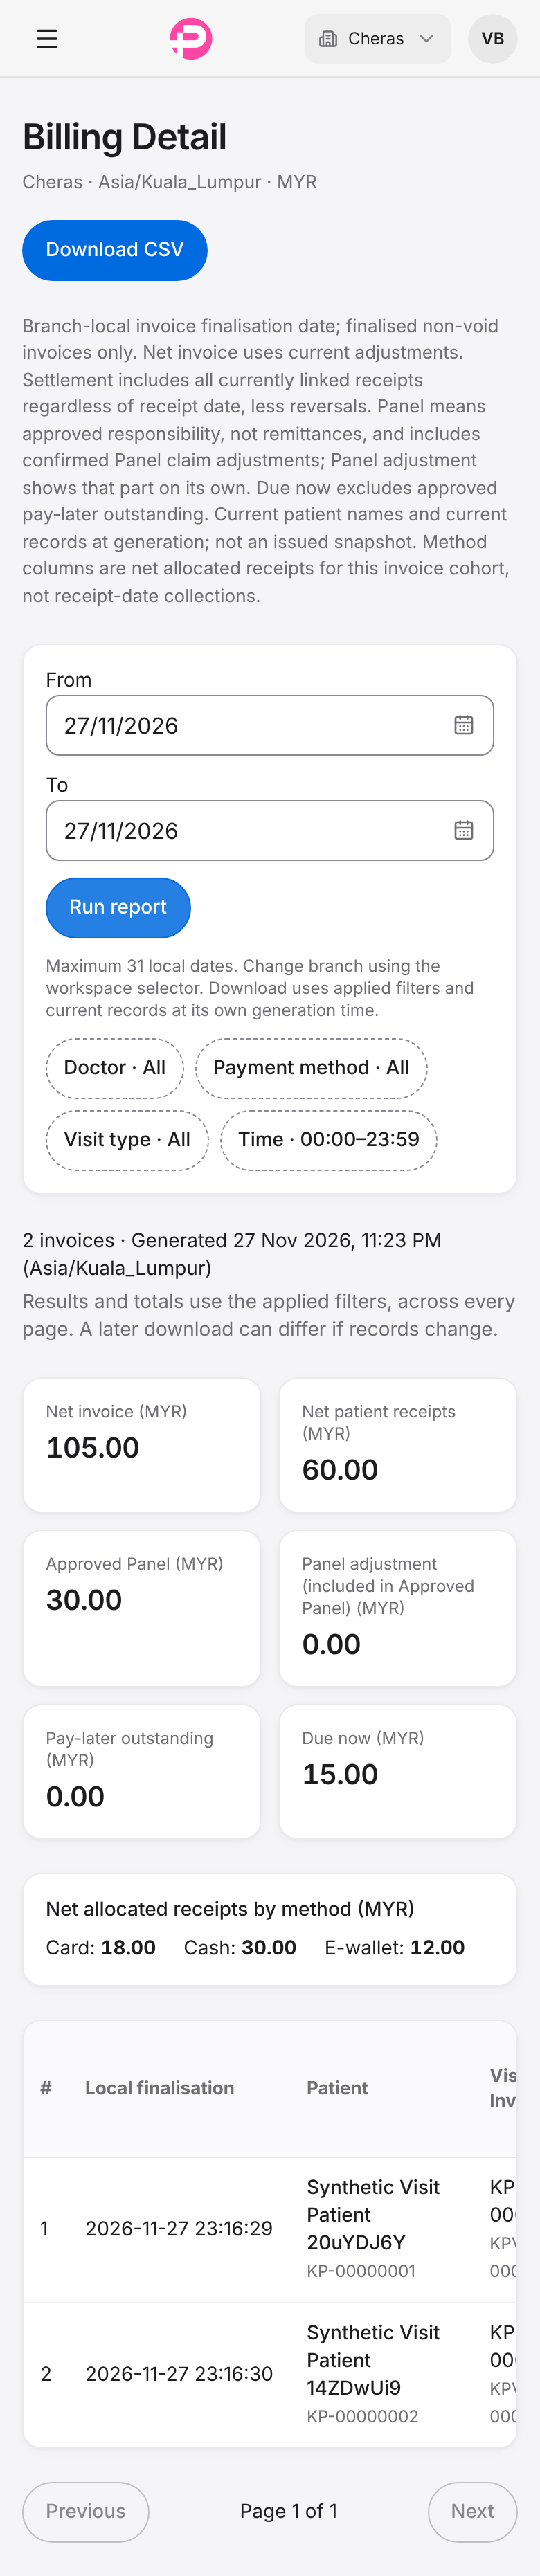 Cheras
VB
Billing Detail
Cheras · Asia/Kuala_Lumpur · MYR
Download CSV
Branch-local invoice finalisation date; finalised non-void
invoices only. Net invoice uses current adjustments.
Settlement includes all currently linked receipts
regardless of receipt date, less reversals. Panel means
approved responsibility, not remittances, and includes
confirmed Panel claim adjustments; Panel adjustment
shows that part on its own. Due now excludes approved
pay-later outstanding. Current patient names and current
records at generation; not an issued snapshot. Method
columns are net allocated receipts for this invoice cohort,
not receipt-date collections.
From
27/11/2026
To
27/11/2026
Run report
Maximum 31 local dates. Change branch using the
workspace selector. Download uses applied filters and
current records at its own generation time.
Doctor · All
Payment method · All
Visit type · All
Time · 00:00–23:59
2 invoices · Generated 27 Nov 2026, 11:23 PM
(Asia/Kuala_Lumpur)
Results and totals use the applied filters, across every
page. A later download can differ if records change.
Net invoice (MYR)
105.00
Net patient receipts
(MYR)
60.00
Approved Panel (MYR)
30.00
Panel adjustment
(included in Approved
Panel) (MYR)
0.00
Pay-later outstanding
(MYR)
0.00
Due now (MYR)
15.00
Net allocated receipts by method (MYR)
Card: 18.00 Cash: 30.00 E-wallet: 12.00
# Local finalisation Patient
1 2026-11-27 23:16:29
Synthetic Visit
Patient
20uYDJ6Y
KP-00000001
2 2026-11-27 23:16:30
Synthetic Visit
Patient
14ZDwUi9
KP-00000002
Previous
Page 1 of 1
Next